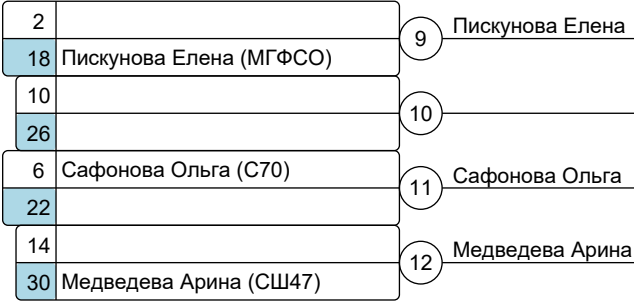 2
Пискунова Елена
9
18 Пискунова Елена (МГФСО)
10
10
26
6 Сафонова Ольга (С70)
Сафонова Ольга
11
22
14
Медведева Арина
12
30 Медведева Арина (СШ47)